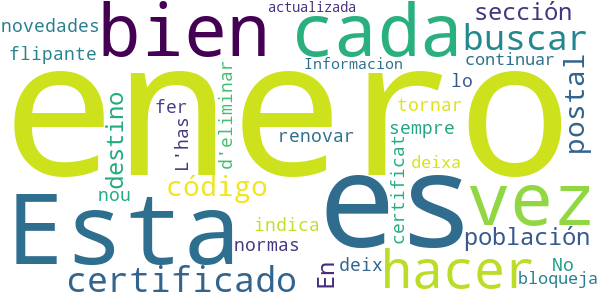 actualizada
novedades
bien
cada
sección
buscar
flipante
Informacion
continuar
enero
lo
postal
destino
fer
L'has
d'eliminar
tornar
renovar
sempre
certificat
deixa
nou
código
Esta
es
vez
indica
normas
población
certificado
En
deix
hacer
No
bloqueja